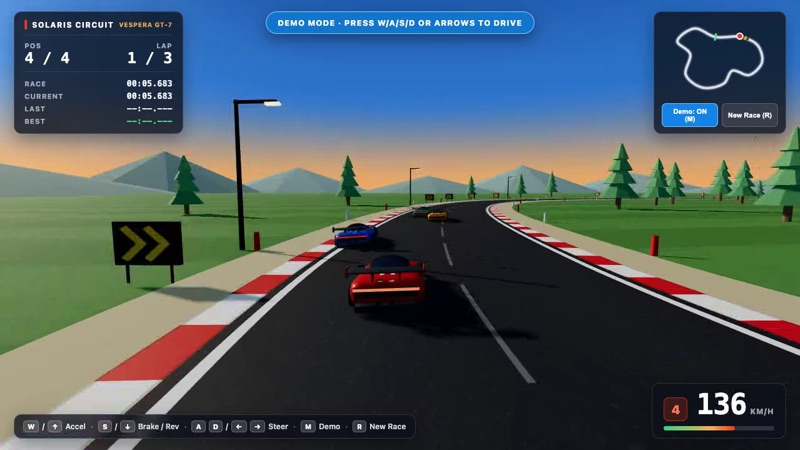 SOLARIS CIRCUIT VESPERA GT-7
POS LAP
4 / 4 1 / 3
RACE 00:05.683
CURRENT 00:05.683
LAST --:--.---
BEST --:--.---
DEMO MODE · PRESS W/A/S/D OR ARROWS TO DRIVE
Demo: ON
(M)
New Race (R)
W / ↑ Accel · S / ↓ Brake / Rev · A D / ← → Steer · M Demo · R New Race
4 136 KM/H